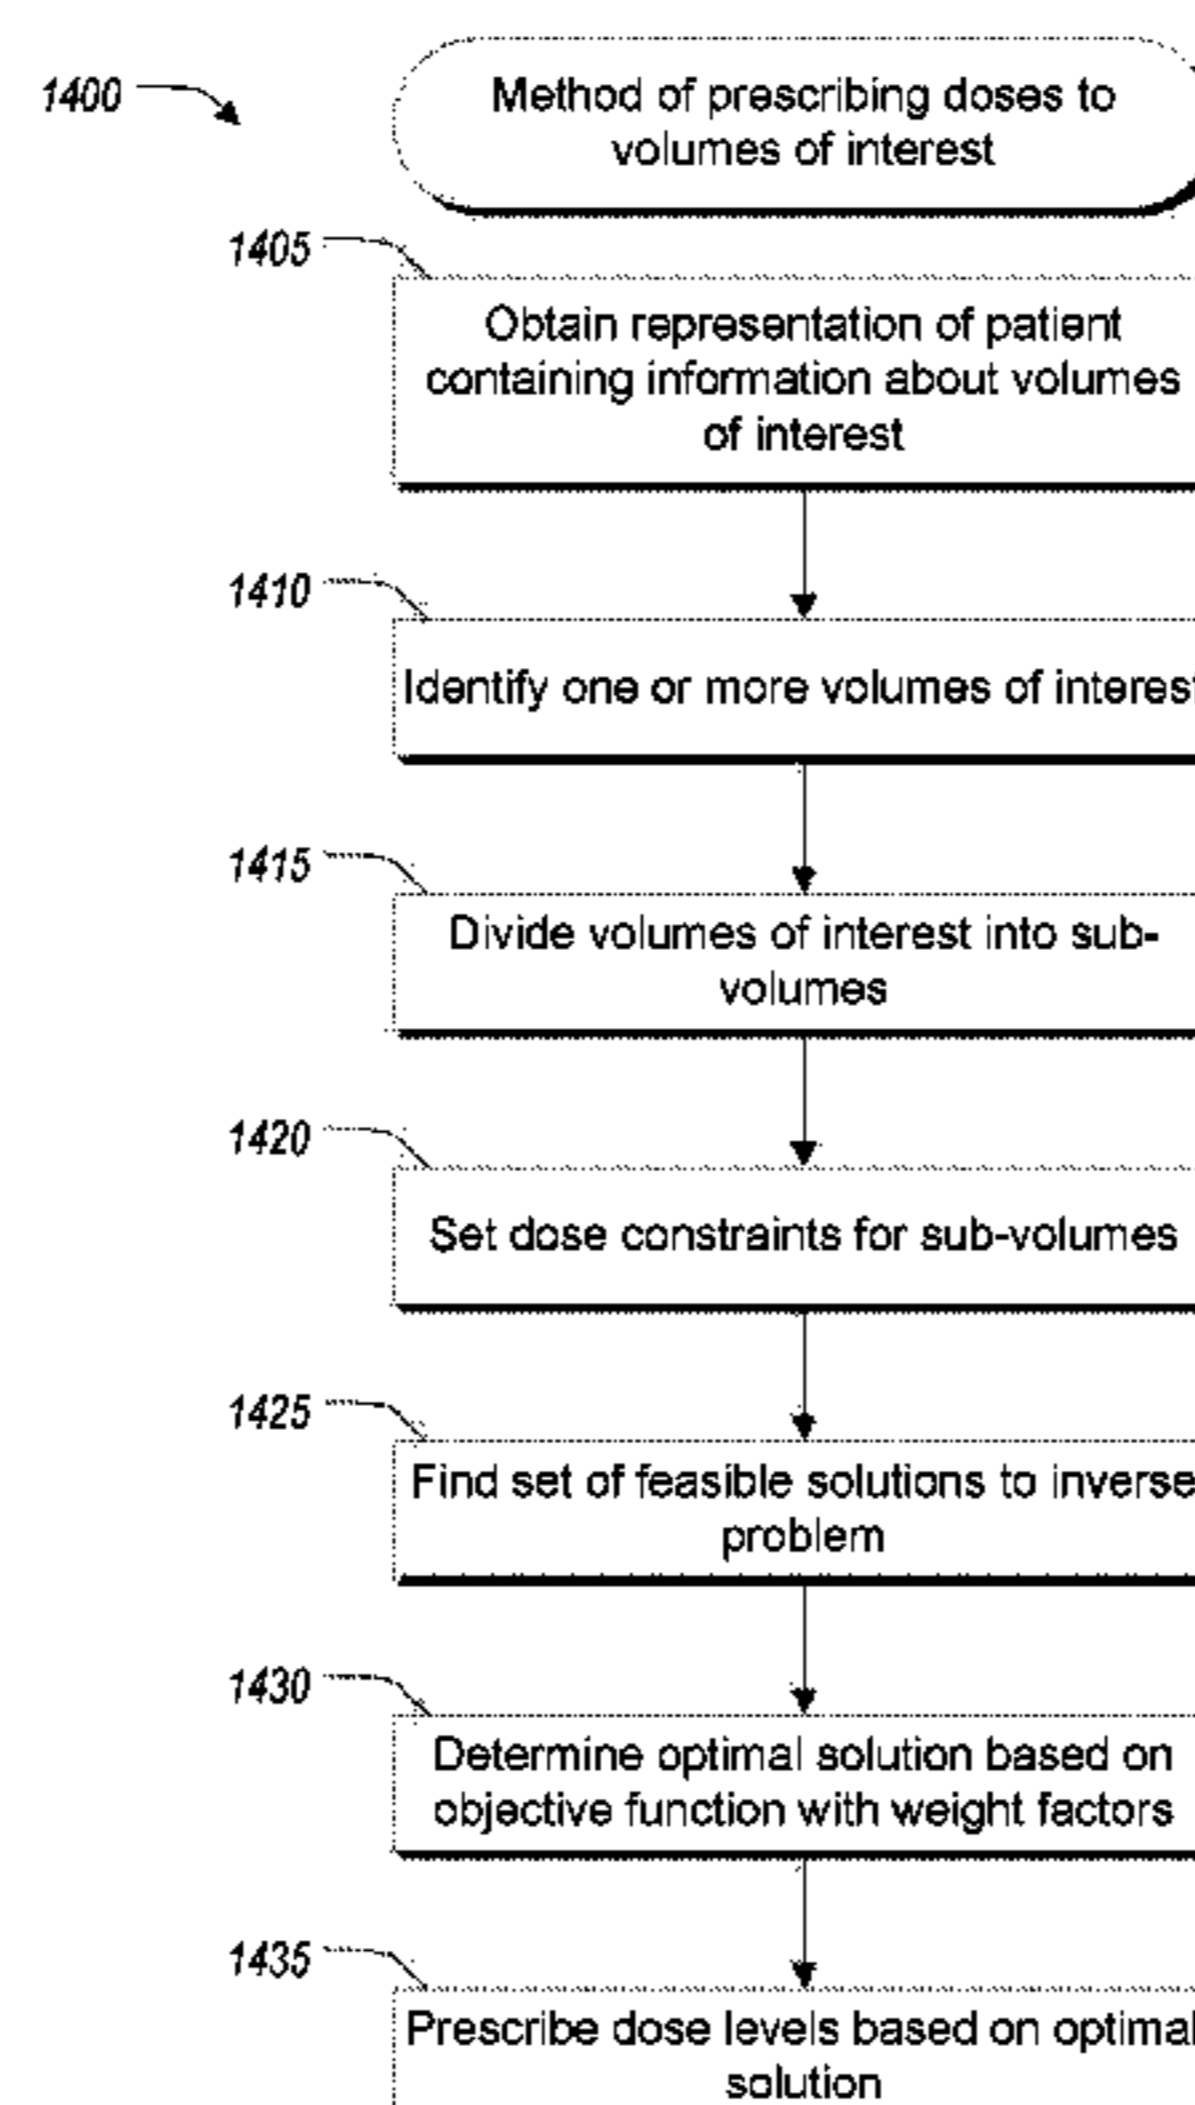 1400
Method of prescribing doses to
volumes of interest
1405
Obtain representation of patient
containing information about volumes
of interest
1410
Identify one or more volumes of interest
1415
Divide volumes of interest into sub-
volumes
1420
Set dose constraints for sub-volumes
1425
Find set of feasible solutions to inverse
problem
1430
Determine optimal solution based on
objective function with weight factors
1435
Prescribe dose levels based on optimal
solution